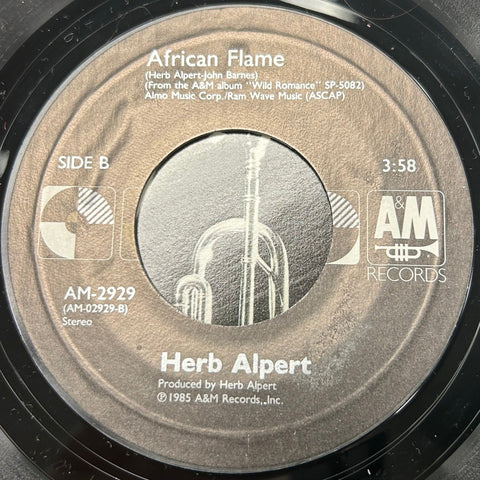 African Flame
(Herb Alpert-John Barnes)
(From the A&M album "Wild Romance" SP-5082)
Almo Music Corp./Ram Wave Music (ASCAP)
SIDE B
3:58
A&M
RECORDS
AM-2929
(AM-02929-B)
Stereo
Herb Alpert
Produced by Herb Alpert
℗1985 A&M Records, Inc.